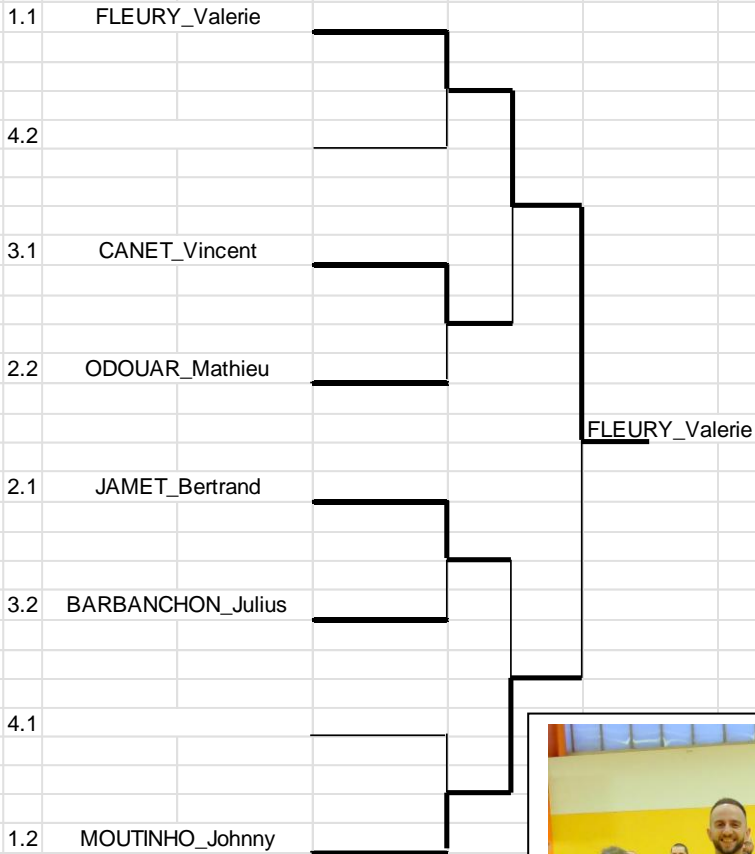 1.1 FLEURY_Valerie
4.2
3.1 CANET_Vincent
2.2 ODOUAR_Mathieu
FLEURY_Valerie
2.1 JAMET_Bertrand
3.2 BARBANCHON_Julius
4.1
1.2 MOUTINHO_Johnny